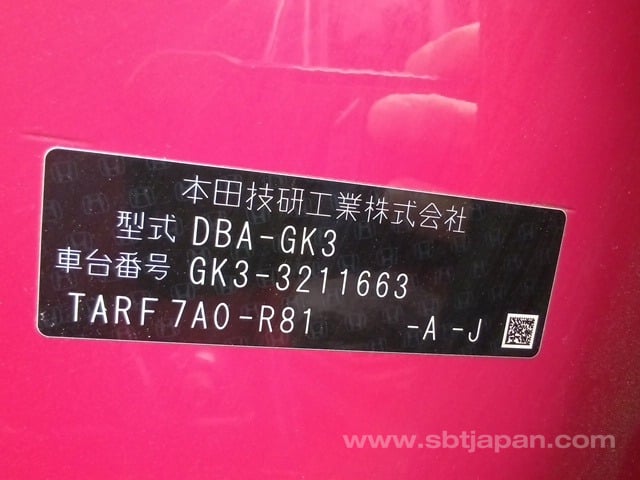 本田技研工業株式会社
型式 DBA-GK3
車台番号 GK3-3211663
TARF 7A0-R81 -A -J
www.sbtjapan.com